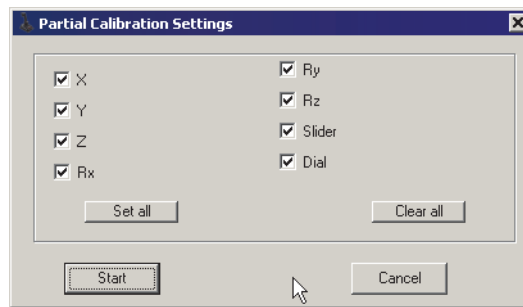 Partial Calibration Settings
X
Y
Z
Rx
Ry
Rz
Slider
Dial
Set all
Clear all
Start
Cancel